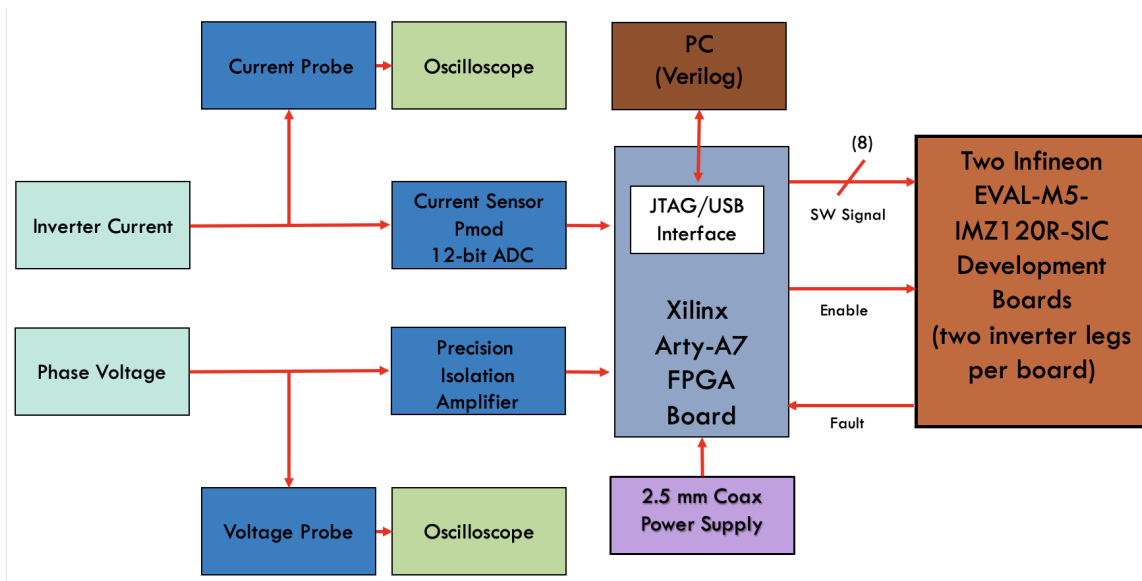 Current Probe
Oscilloscope
PC
(Verilog)
Inverter Current
Current Sensor
Pmod
12-bit ADC
JTAG/USB
Interface
(8)
SW Signal
Two Infineon
EVAL-M5-
IMZ120R-SIC
Development
Boards
(two inverter legs
per board)
Enable
Fault
Xilinx
Arty-A7
FPGA
Board
Phase Voltage
Precision
Isolation
Amplifier
Voltage Probe
Oscilloscope
2.5 mm Coax
Power Supply